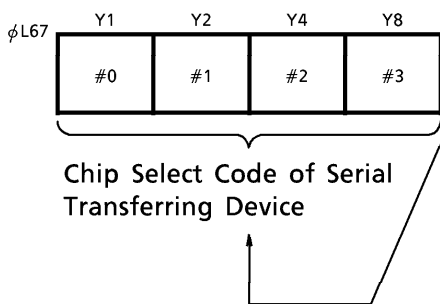 Y1 Y2 Y4 Y8
ϕL67
#0 #1 #2 #3
Chip Select Code of Serial
Transferring Device